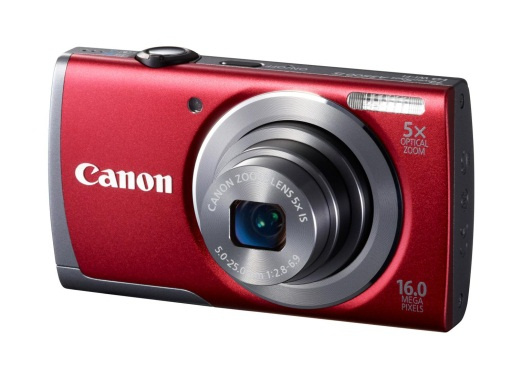 Canon
5x
OPTICAL
ZOOM
CANON ZOOM LENS 5x IS
5.0-25.0mm 1:2.8-6.9
16.0
MEGA
PIXELS